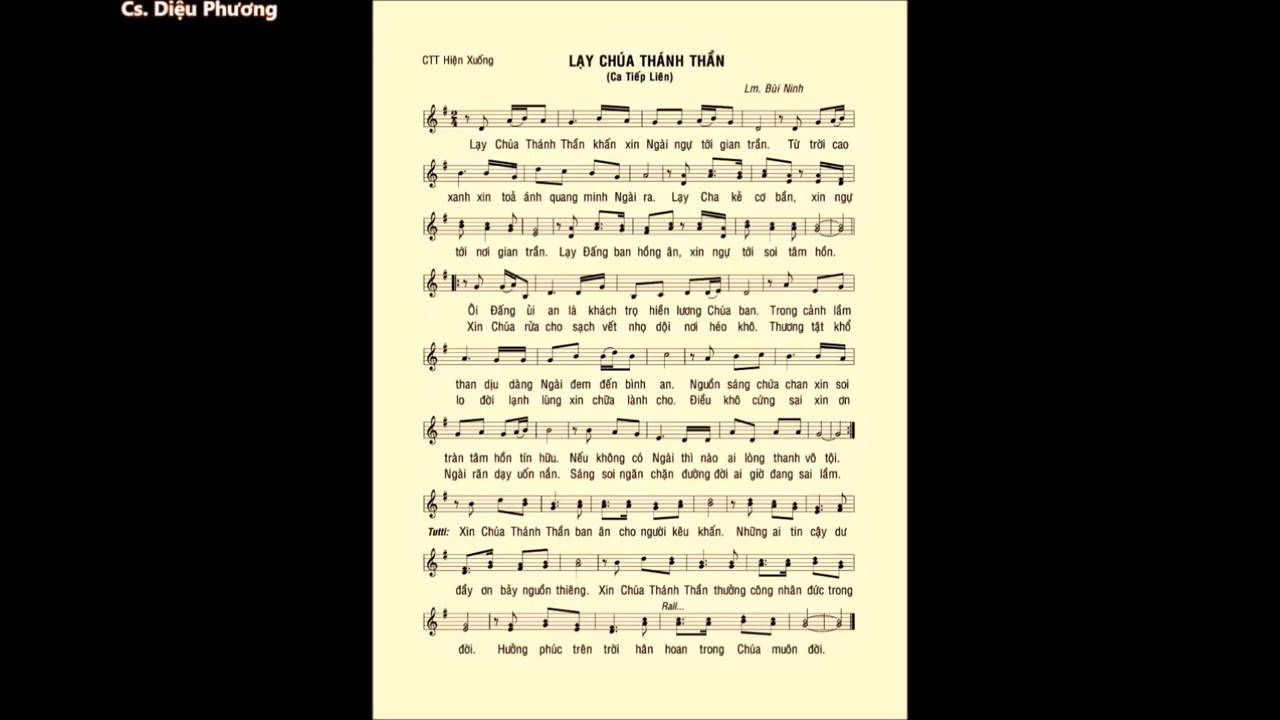 Cs. Diệu Phương
CTT Hiện Xuống
LẠY CHÚA THÁNH THẦN
(Ca Tiếp Liên)
Lm. Bùi Ninh
Lạy Chúa Thánh Thần khấn xin Ngài ngự tới gian trần. Từ trời cao
xanh xin toả ánh quang minh Ngài ra. Lạy Cha kẻ cơ bần, xin ngự
tới nơi gian trần. Lạy Đấng ban hồng ân, xin ngự tới soi tâm hồn.
Ôi Đấng ủi an là khách trọ hiền lương Chúa ban. Trong cảnh lầm
Xin Chúa rửa cho sạch vết nhọ dội nơi héo khô. Thương tật khổ
than dịu dàng Ngài đem đến bình an. Nguồn sáng chứa chan xin soi
lo đời lạnh lùng xin chữa lành cho. Điều khô cứng sai xin ơn
tràn tâm hồn tín hữu. Nếu không có Ngài thì nào ai lòng thanh vô tội.
Ngài răn dạy uốn nắn. Sáng soi ngăn chặn đường đời ai giờ đang sai lầm.
Tutti: Xin Chúa Thánh Thần ban ân cho người kêu khấn. Những ai tin cậy dư
đầy ơn bảy nguồn thiêng. Xin Chúa Thánh Thần thưởng công nhân đức trong
Rall...
đời. Hưởng phúc trên trời hân hoan trong Chúa muôn đời.